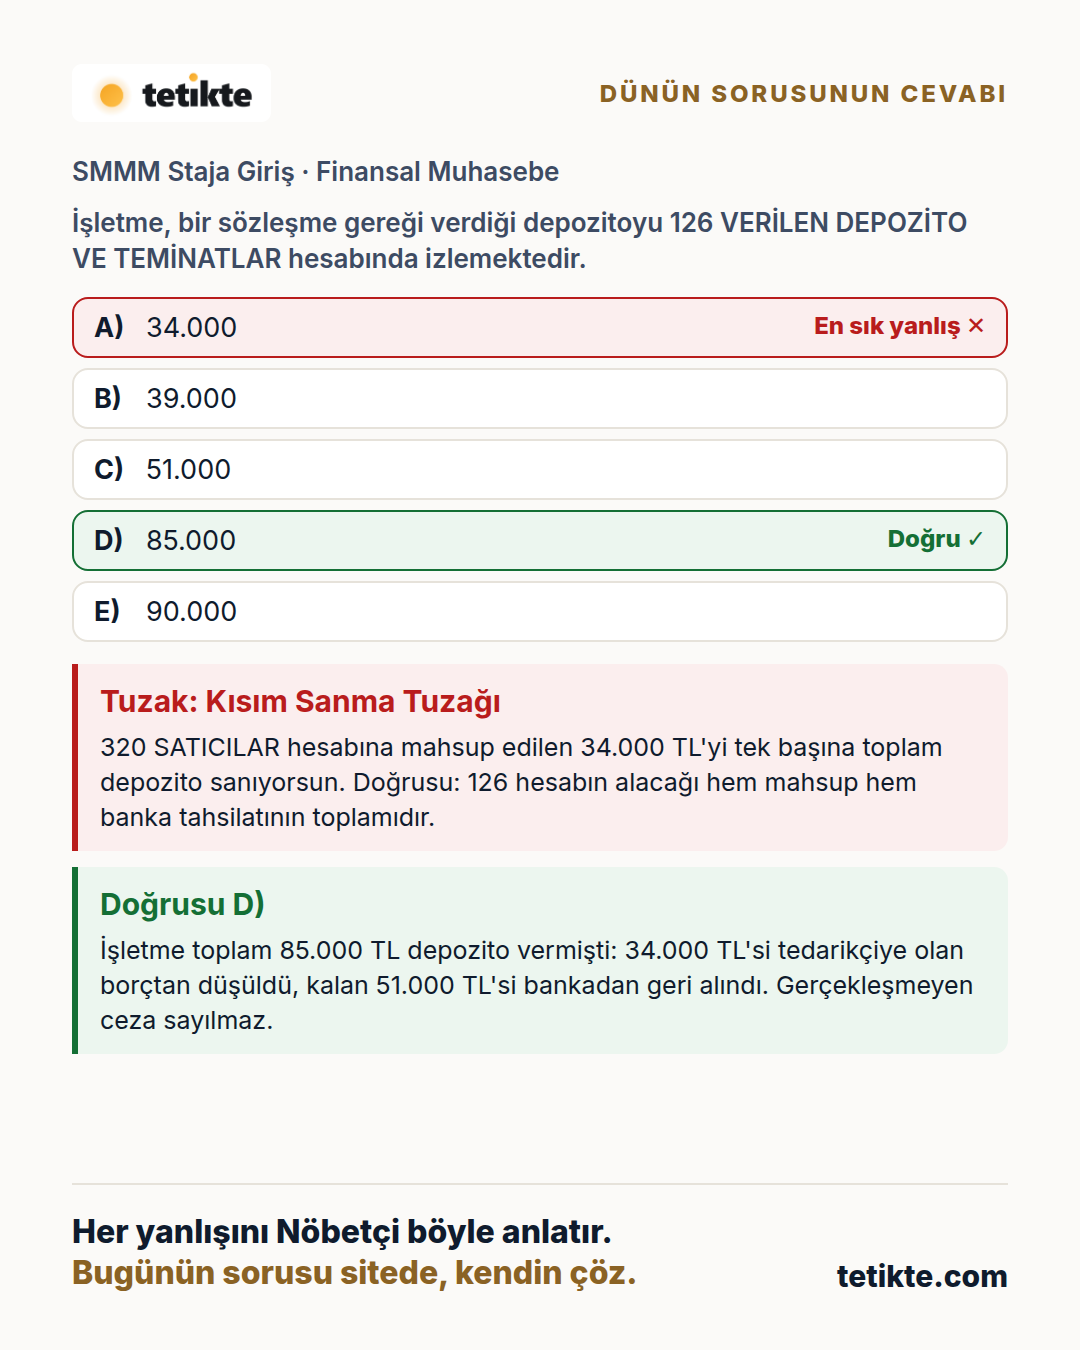 tetikte
DÜNÜN SORUSUNUN CEVABI
SMMM Staja Giriş · Finansal Muhasebe
İşletme, bir sözleşme gereği verdiği depozitoyu 126 VERİLEN DEPOZİTO
VE TEMİNATLAR hesabında izlemektedir.
A) 34.000 En sık yanlış ✕
B) 39.000
C) 51.000
D) 85.000 Doğru ✓
E) 90.000
Tuzak: Kısım Sanma Tuzağı
320 SATICILAR hesabına mahsup edilen 34.000 TL'yi tek başına toplam
depozito sanıyorsun. Doğrusu: 126 hesabın alacağı hem mahsup hem
banka tahsilatının toplamıdır.
Doğrusu D)
İşletme toplam 85.000 TL depozito vermişti: 34.000 TL'si tedarikçiye olan
borçtan düşüldü, kalan 51.000 TL'si bankadan geri alındı. Gerçekleşmeyen
ceza sayılmaz.
Her yanlışını Nöbetçi böyle anlatır.
Bugünün sorusu sitede, kendin çöz.
tetikte.com